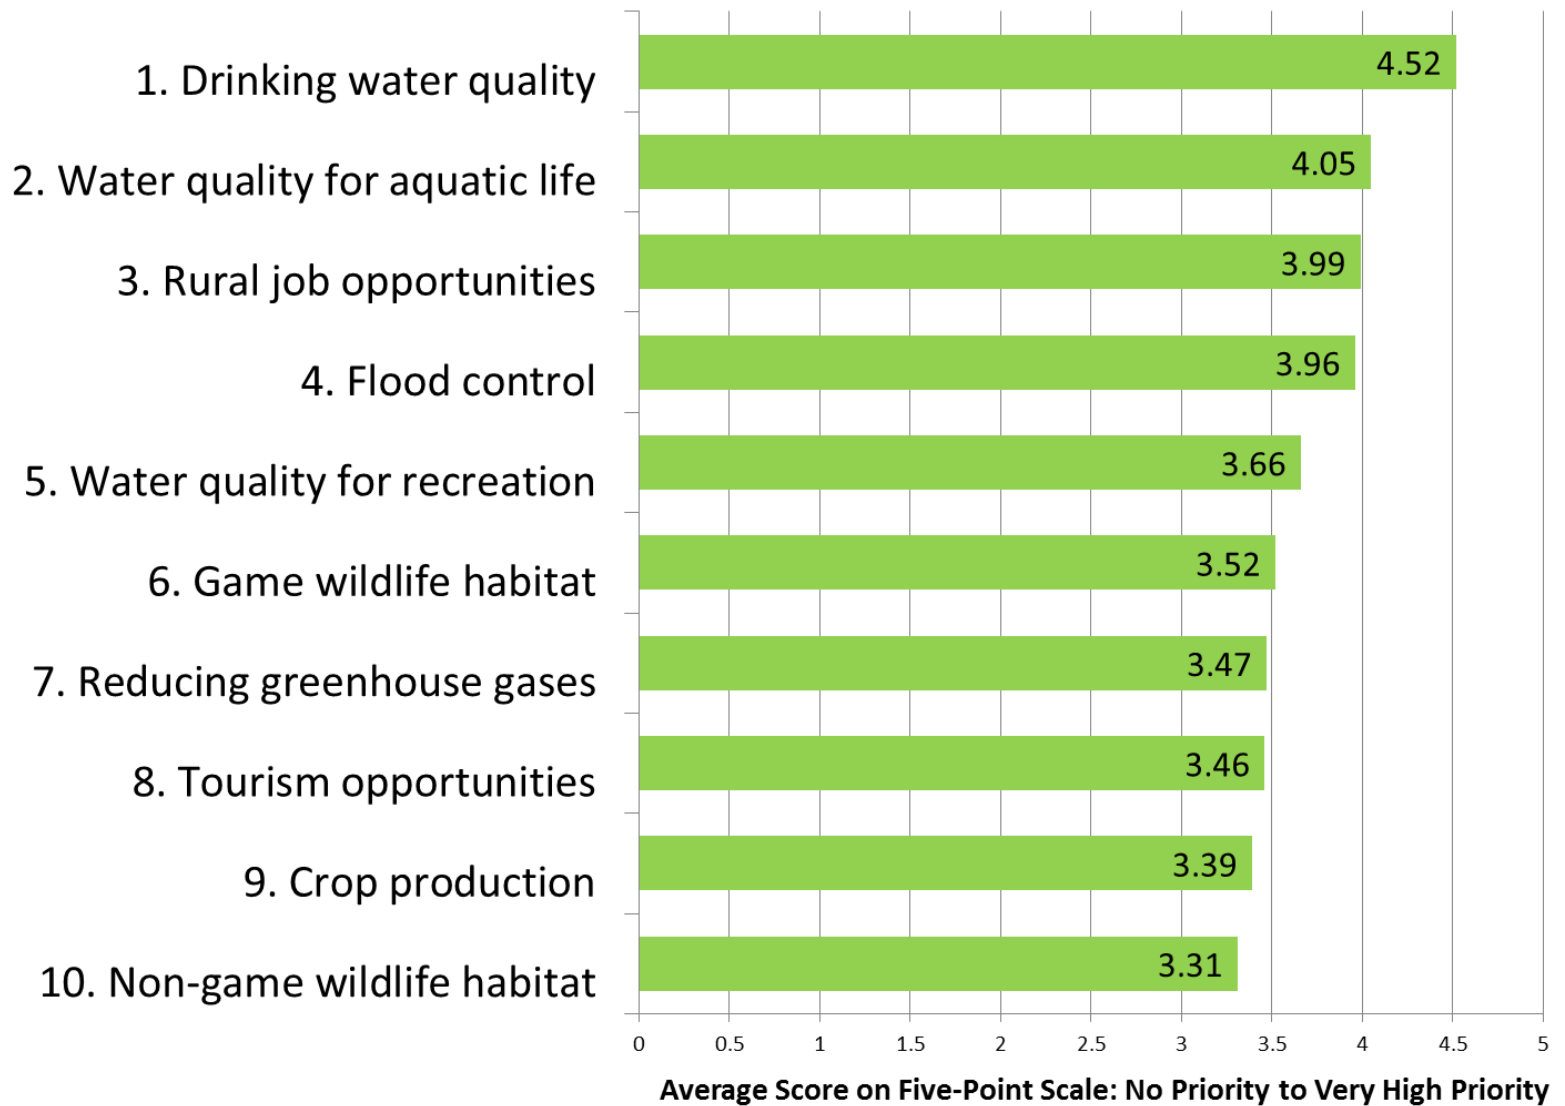 1. Drinking water quality
4.52
2. Water quality for aquatic life
4.05
3. Rural job opportunities
3.99
4. Flood control
3.96
5. Water quality for recreation
3.66
6. Game wildlife habitat
3.52
7. Reducing greenhouse gases
3.47
8. Tourism opportunities
3.46
9. Crop production
3.39
10. Non-game wildlife habitat
3.31
0 0.5 1 1.5 2 2.5 3 3.5 4 4.5 5
Average Score on Five-Point Scale: No Priority to Very High Priority